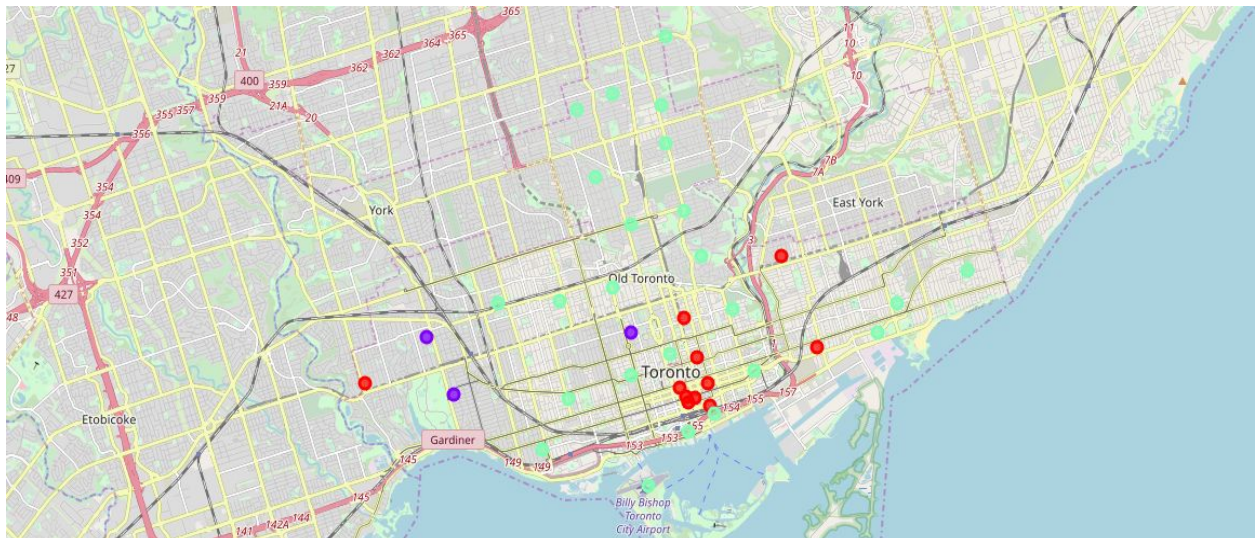 365
11
21
365
364
10
27
362
400
359
362
10
21A
357
359
355
20
356
7B
409
354
7A
East York
York
354
3
352
351
Old Toronto
427
48
Toronto
157
155
154
Etobicoke
155
153
153
Gardiner
149
149
145
145
Billy Bishop
Toronto
City Airport
144
142A
141